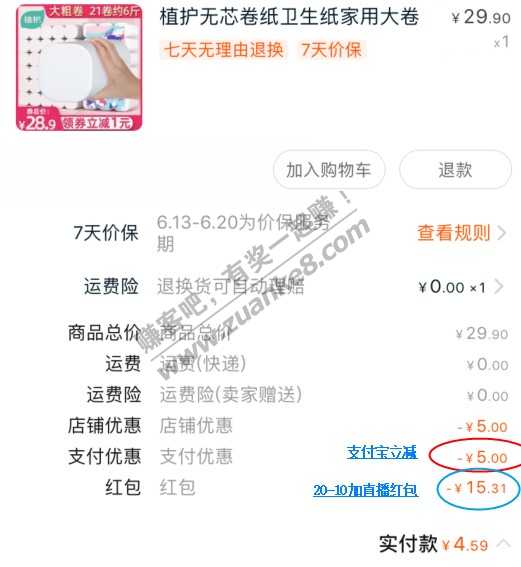 大粗卷 21卷约6斤
植护
券总价:
¥28.9 领券立减1元
植护无芯卷纸卫生纸家用大卷 ¥29.90
七天无理由退换 7天价保 x1
加入购物车 退款
7天价保 6.13-6.20为价保服务期 查看规则
运费险 退换货可自动理赔 ¥0.00 ×1
商品总价 商品总价 ¥29.90
运费 运费(快递) ¥0.00
运费险 运费险(卖家赠送) ¥0.00
店铺优惠 店铺优惠 -¥5.00
支付优惠 支付优惠 支付宝立减 -¥5.00
红包 红包 20-10加直播红包 -¥15.31
实付款 ¥4.59
赚客吧,有奖一起赚!
www.zuanke8.com